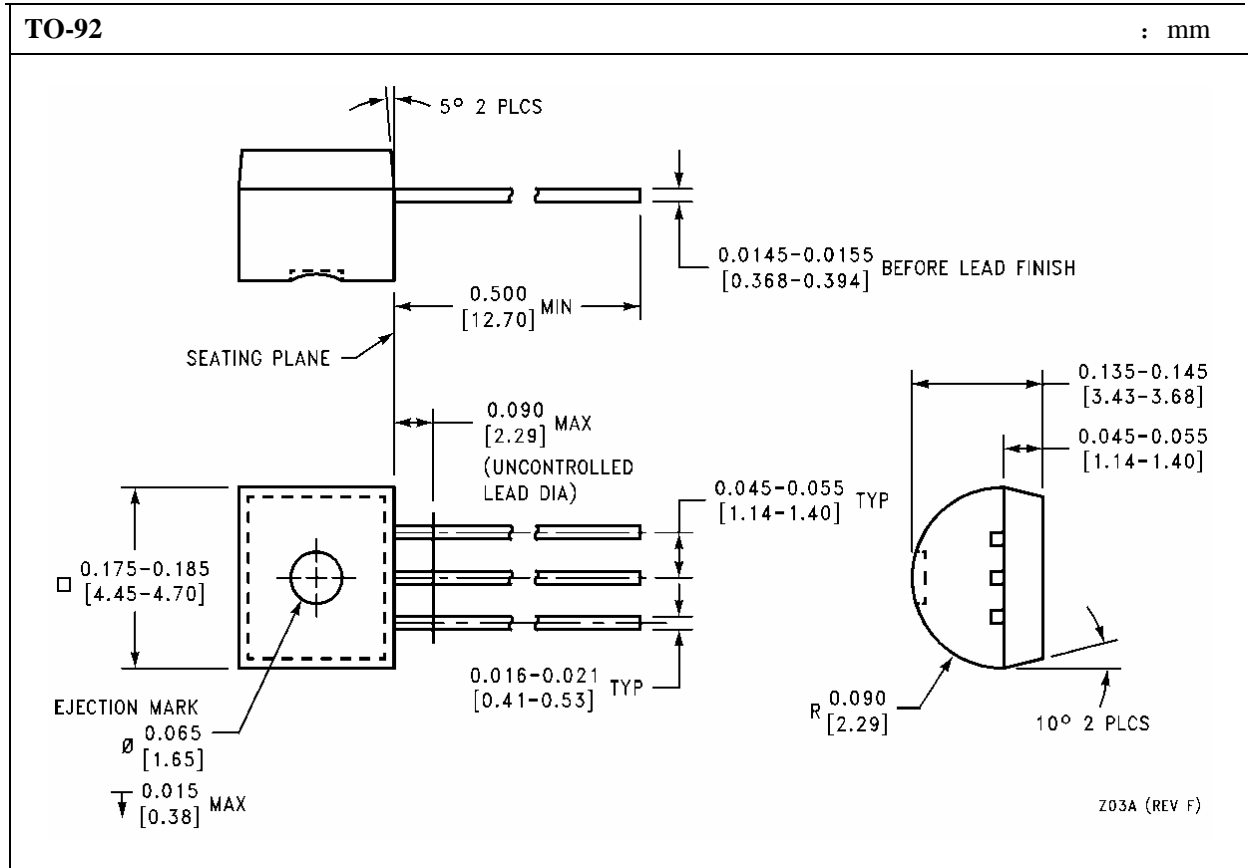 TO-92
: mm
5° 2 PLCS
0.0145-0.0155
[0.368-0.394] BEFORE LEAD FINISH
0.500
[12.70] MIN
SEATING PLANE
0.135-0.145
[3.43-3.68]
0.090
[2.29] MAX
(UNCONTROLLED
LEAD DIA)
0.045-0.055
[1.14-1.40]
0.045-0.055
[1.14-1.40] TYP
□ 0.175-0.185
[4.45-4.70]
0.016-0.021
[0.41-0.53] TYP
EJECTION MARK
Ø 0.065
[1.65]
↧ 0.015
[0.38] MAX
R 0.090
[2.29]
10° 2 PLCS
Z03A (REV F)